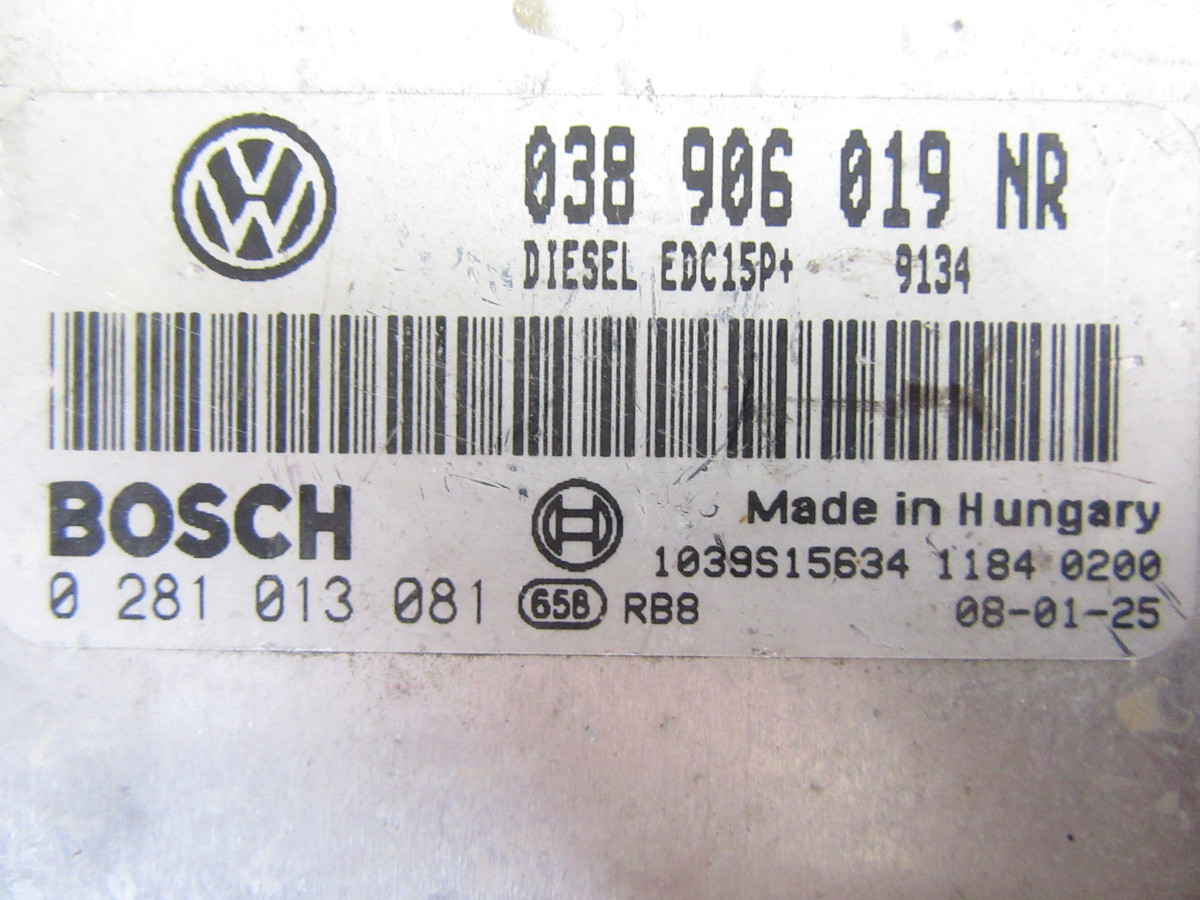 038 906 019 NR
DIESEL EDC15P+ 9134
BOSCH
Made in Hungary
1039S15634 1184 0200
0 281 013 081 65B RB8 08-01-25